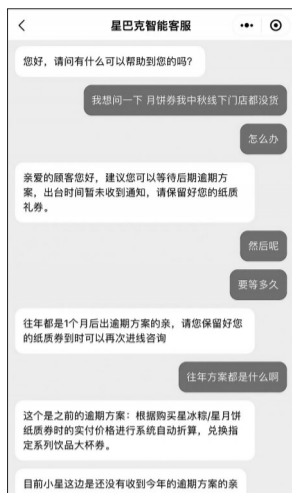 星巴克智能客服
您好，请问有什么可以帮助到您的吗？
我想问一下 月饼券我中秋线下门店都没货
怎么办
亲爱的顾客您好，建议您可以等待后期逾期方
案，出台时间暂未收到通知，请保留好您的纸质
礼券。
然后呢
要等多久
往年都是1个月后出逾期方案的亲，请您保留好您
的纸质券到时可以再次进线咨询
往年方案都是什么啊
这个是之前的逾期方案：根据购买星冰粽/星月饼
纸质券时的实付价格进行系统自动折算，兑换指
定系列饮品大杯券。
目前小星这边是还没有收到今年的逾期方案的亲